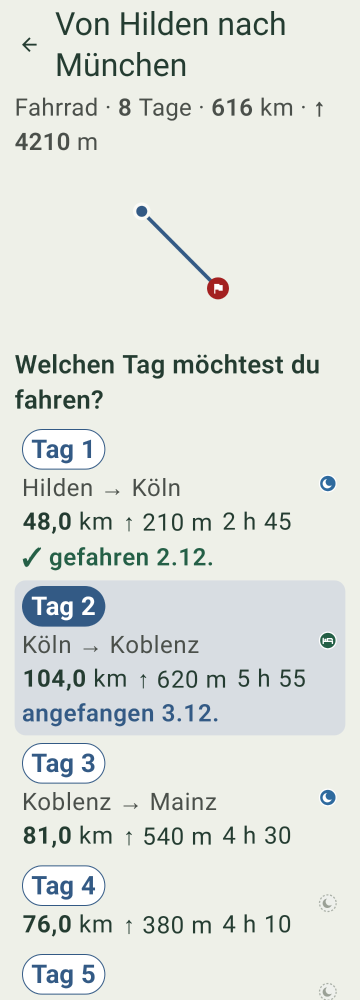 ← Von Hilden nach
München
Fahrrad · 8 Tage · 616 km · ↑
4210 m
Welchen Tag möchtest du
fahren?
Tag 1
Hilden → Köln
48,0 km ↑ 210 m 2 h 45
✓ gefahren 2.12.
Tag 2
Köln → Koblenz
104,0 km ↑ 620 m 5 h 55
angefangen 3.12.
Tag 3
Koblenz → Mainz
81,0 km ↑ 540 m 4 h 30
Tag 4
76,0 km ↑ 380 m 4 h 10
Tag 5